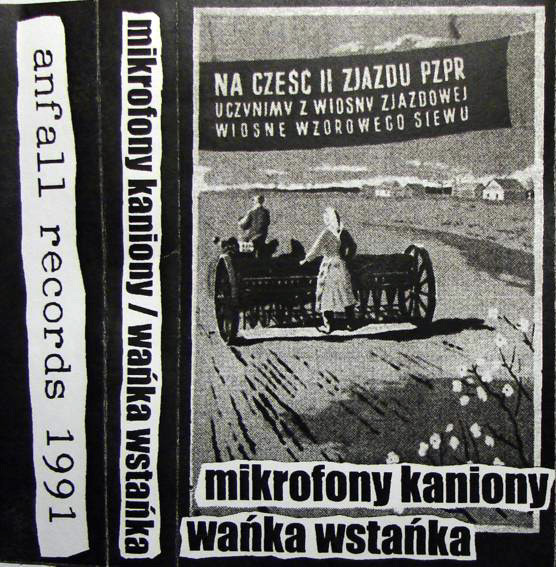 anfall records 1991
mikrofony kaniony / wańka wstańka
NA CZEŚĆ II ZJAZDU PZPR
UCZYNIMY Z WIOSNY ZJAZDOWEJ
WIOSNĘ WZOROWEGO SIEWU
mikrofony kaniony
wańka wstańka